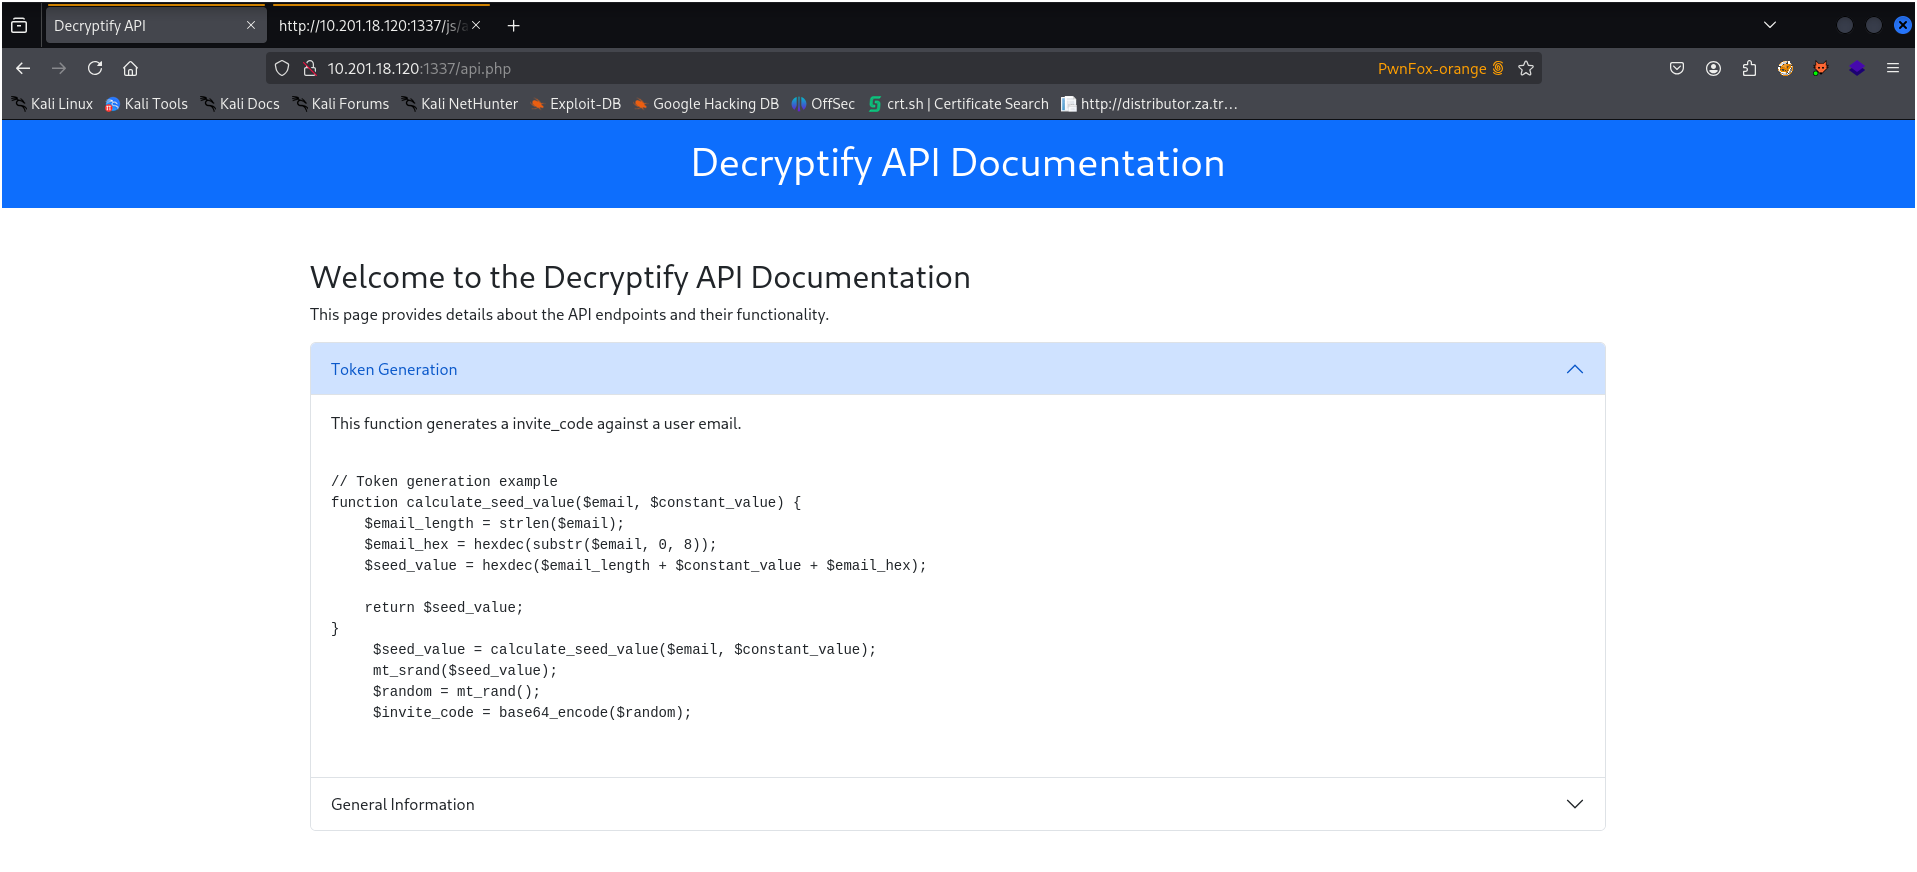 Decryptify API
http://10.201.18.120:1337/js/a
10.201.18.120:1337/api.php
PwnFox-orange
Kali Linux
Kali Tools
Kali Docs
Kali Forums
Kali NetHunter
Exploit-DB
Google Hacking DB
OffSec
crt.sh | Certificate Search
http://distributor.za.tr…
Decryptify API Documentation
Welcome to the Decryptify API Documentation
This page provides details about the API endpoints and their functionality.
Token Generation
This function generates a invite_code against a user email.
// Token generation example
function calculate_seed_value($email, $constant_value) {
    $email_length = strlen($email);
    $email_hex = hexdec(substr($email, 0, 8));
    $seed_value = hexdec($email_length + $constant_value + $email_hex);
    return $seed_value;
}
     $seed_value = calculate_seed_value($email, $constant_value);
     mt_srand($seed_value);
     $random = mt_rand();
     $invite_code = base64_encode($random);
General Information